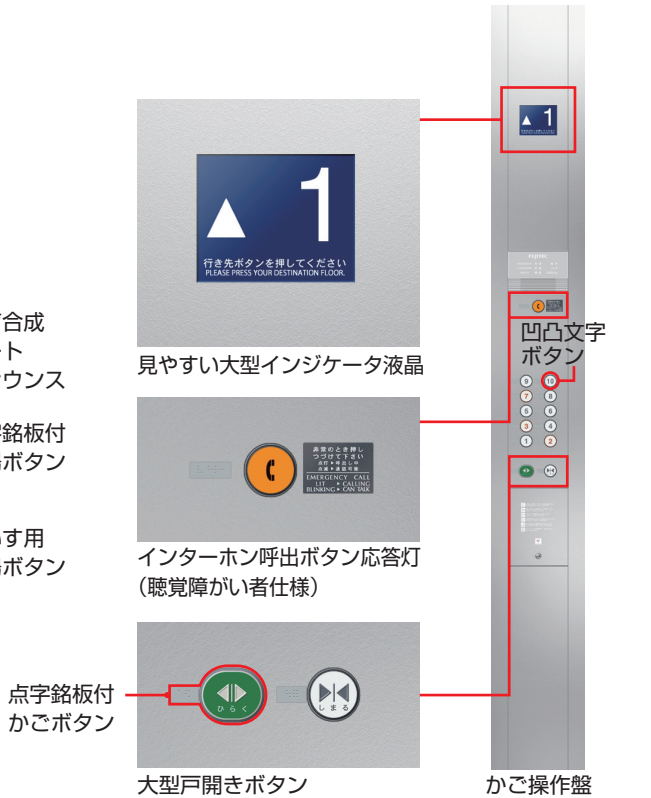 合成
ト
ウンス
銘板付
ボタン
す用
ボタン
点字銘板付
かごボタン
1
行き先ボタンを押してください
PLEASE PRESS YOUR DESTINATION FLOOR.
見やすい大型インジケータ液晶
非常のとき押し
つづけて下さい
点灯▶呼出し中
点滅▶通話可能
EMERGENCY CALL
LIT ▶ CALLING
BLINKING ▶ CAN TALK
インターホン呼出ボタン応答灯
（聴覚障がい者仕様）
ひらく
しまる
大型戸開きボタン
1
凹凸文字
ボタン
9 10
7 8
5 6
3 4
1 2
かご操作盤